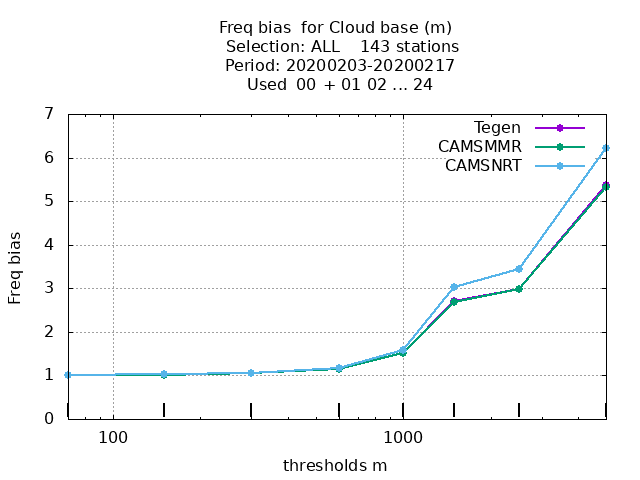 Freq bias  for Cloud base (m)
Selection: ALL    143 stations
Period: 20200203-20200217
Used  00 + 01 02 ... 24
Tegen
CAMSMMR
CAMSNRT
7
6
5
4
3
2
1
0
Freq bias
100
1000
thresholds m